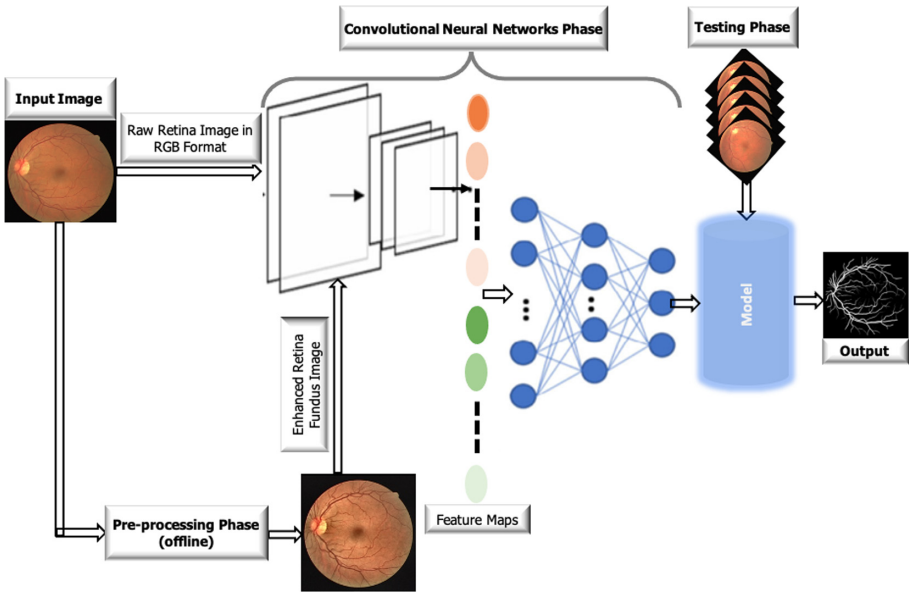 Convolutional Neural Networks Phase
Testing Phase
Input Image
Raw Retina Image in
RGB Format
Enhanced Retina
Fundus Image
Model
Output
Pre-processing Phase
(offline)
Feature Maps